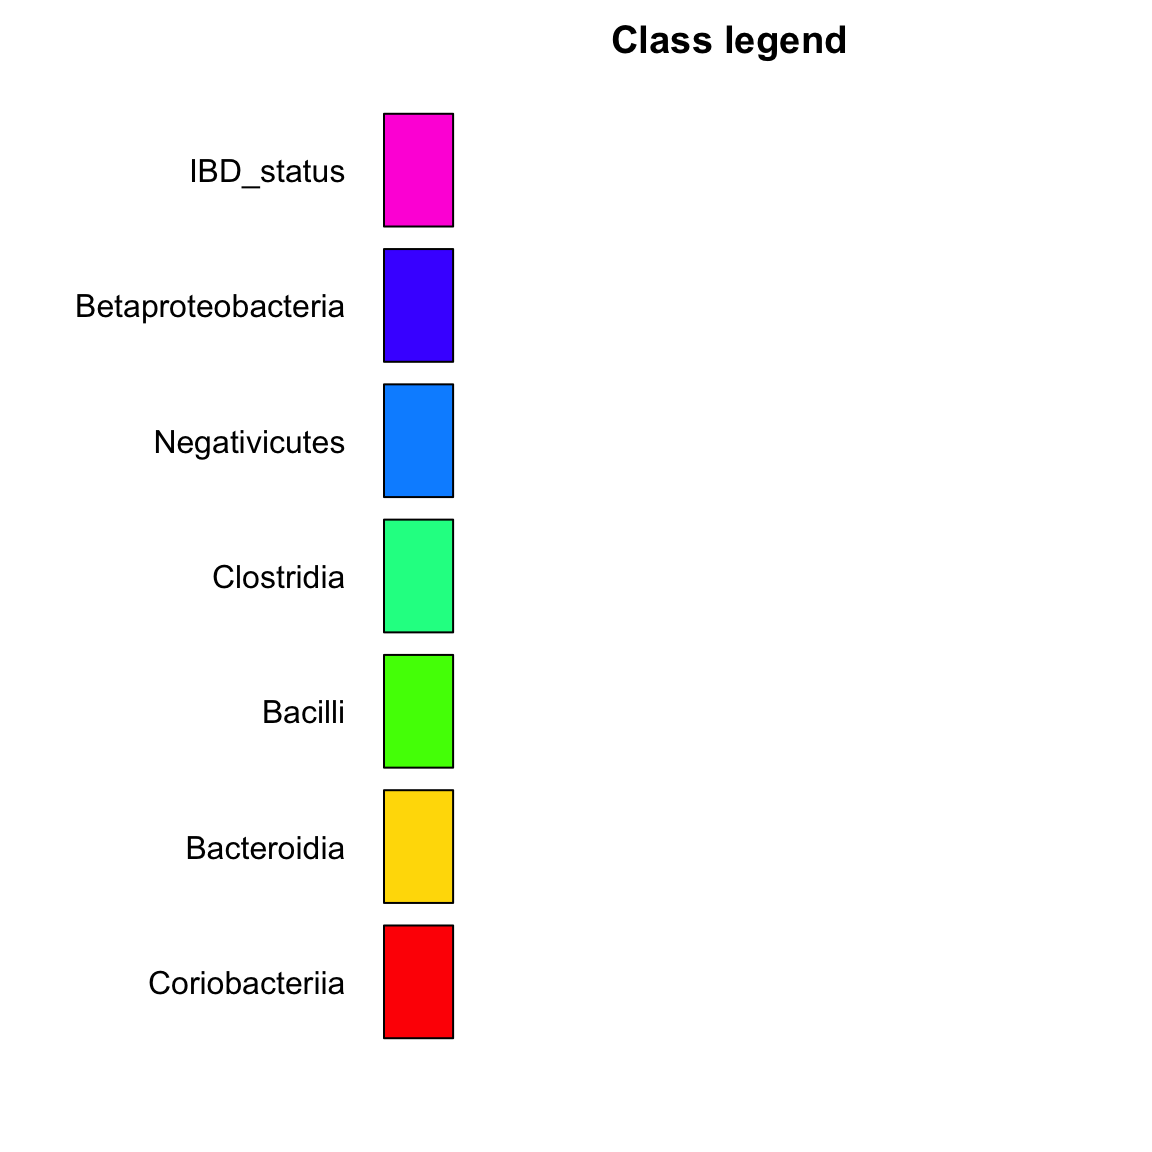 Class legend
IBD_status
Betaproteobacteria
Negativicutes
Clostridia
Bacilli
Bacteroidia
Coriobacteriia